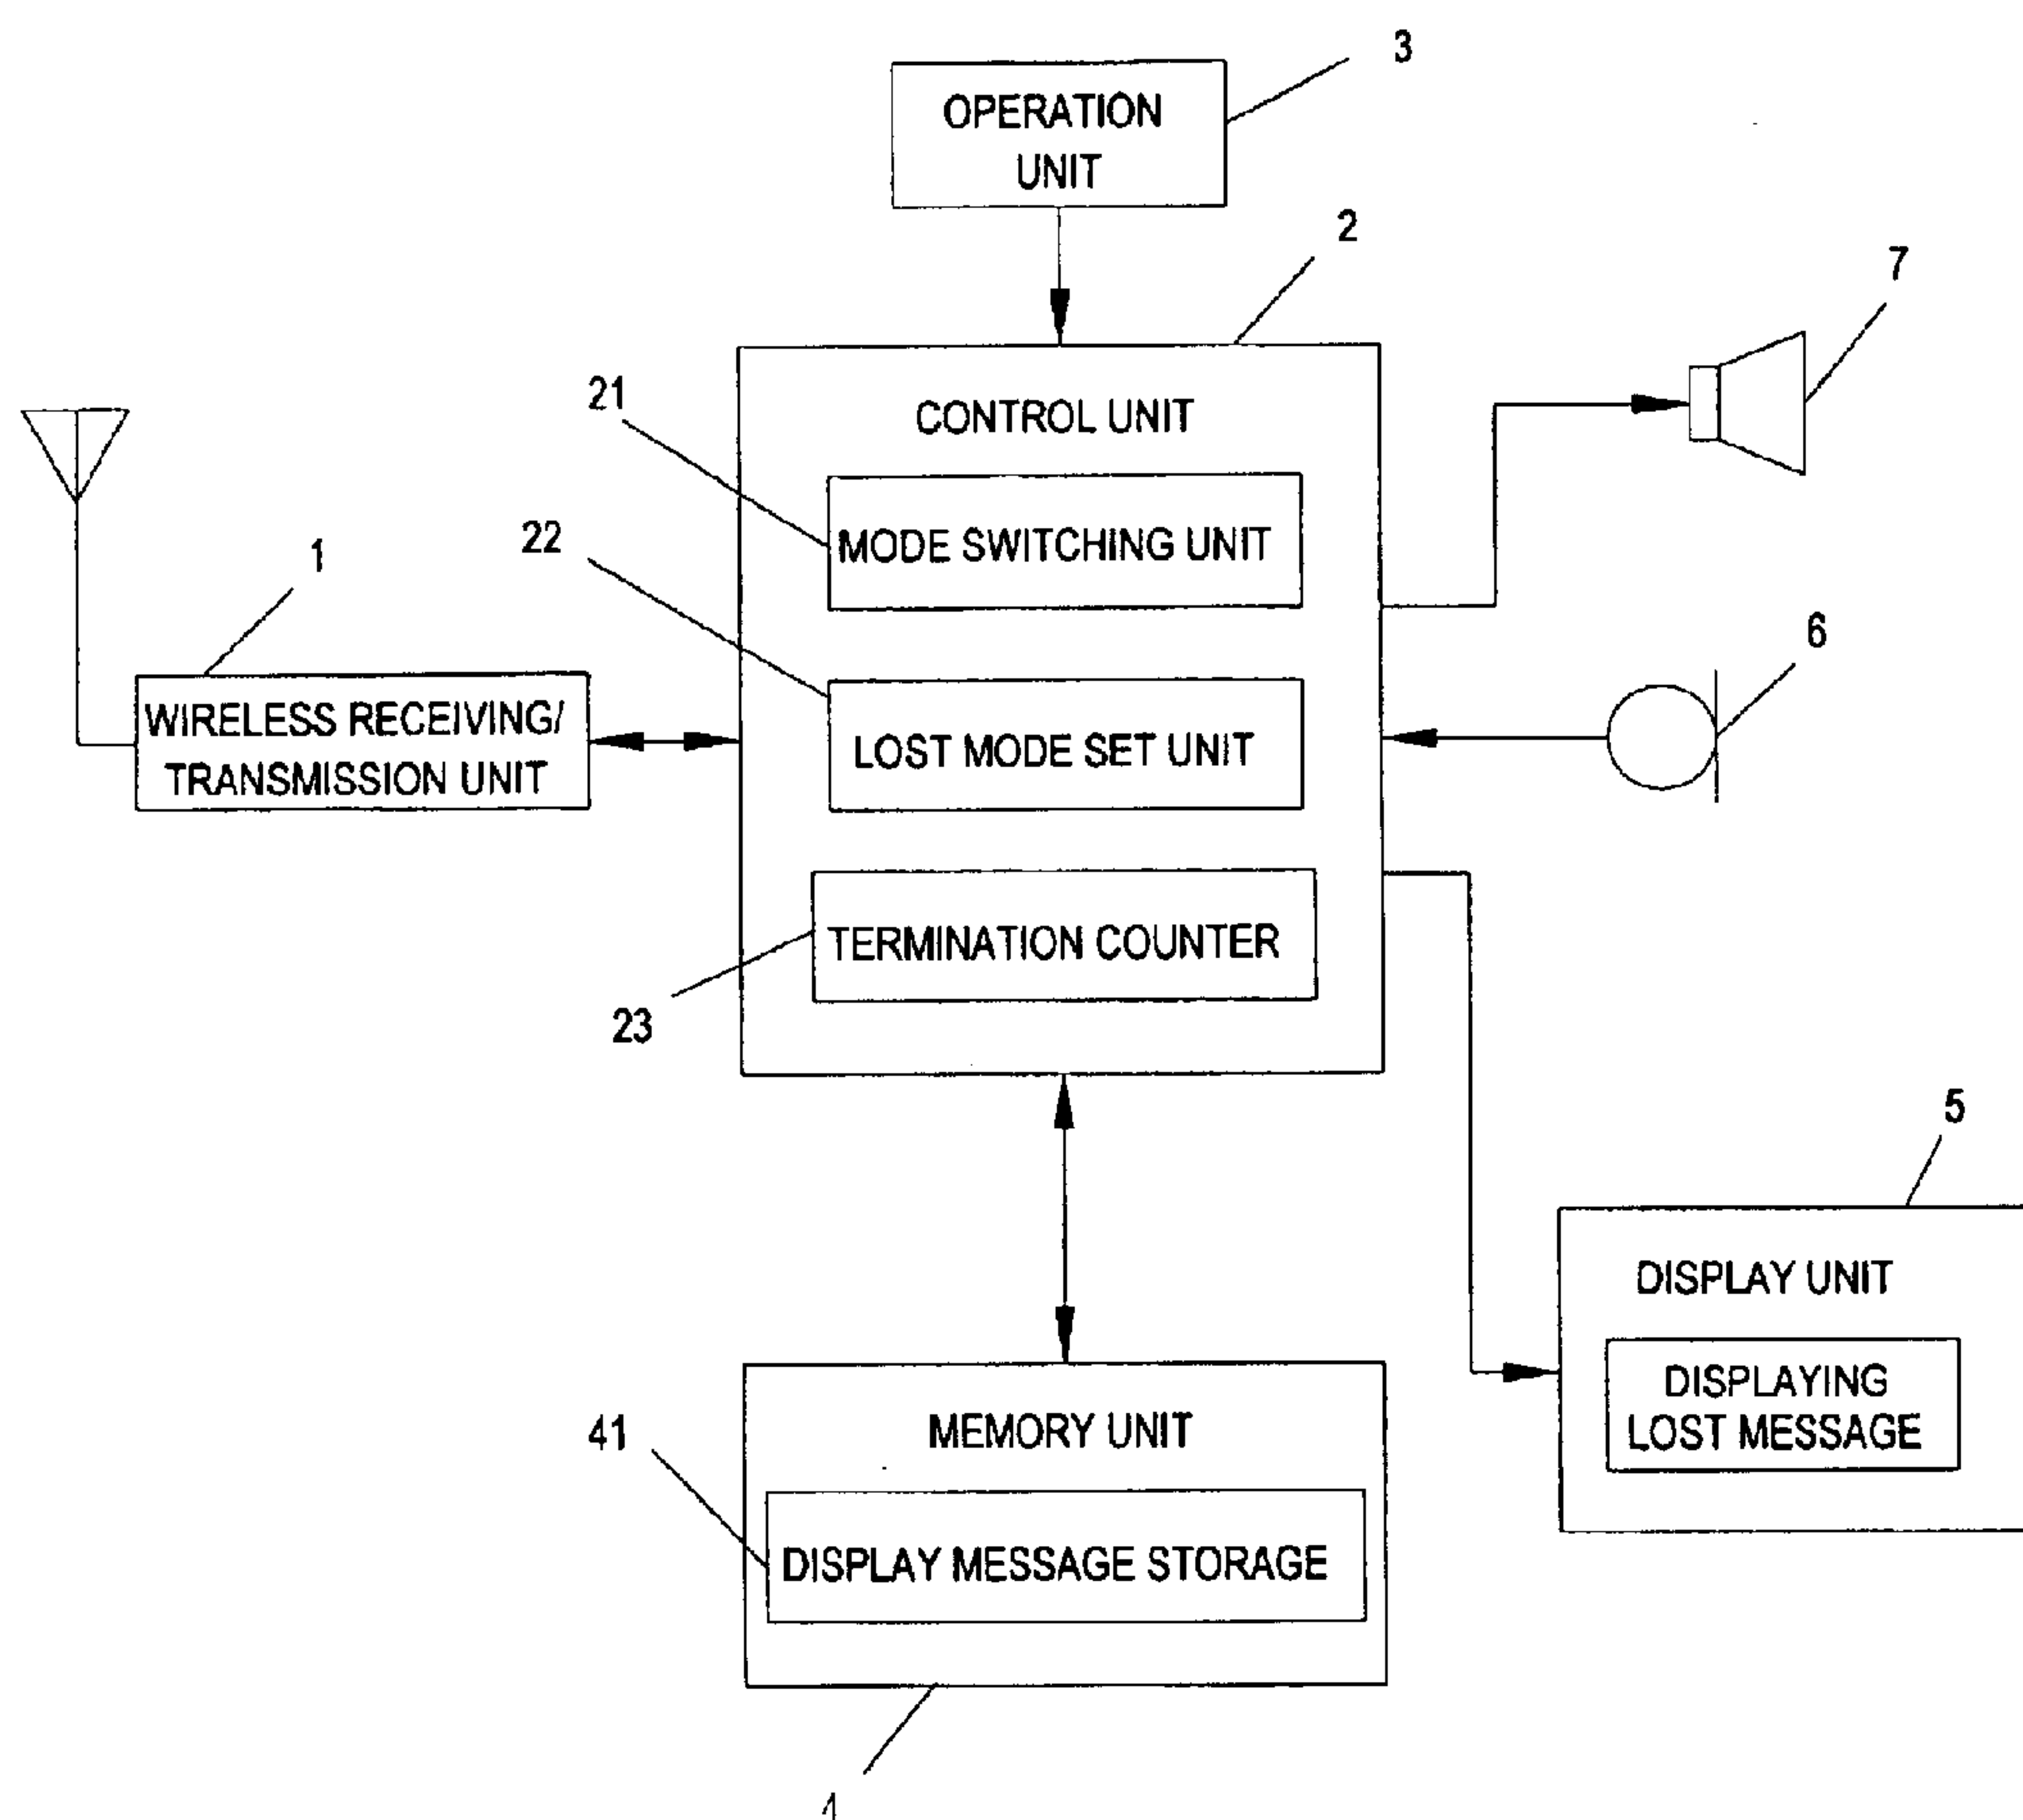 3
OPERATION
UNIT
2
7
21
CONTROL UNIT
MODE SWITCHING UNIT
22
1
6
WIRELESS RECEIVING/
TRANSMISSION UNIT
LOST MODE SET UNIT
TERMINATION COUNTER
23
5
DISPLAY UNIT
DISPLAYING
LOST MESSAGE
41
MEMORY UNIT
DISPLAY MESSAGE STORAGE
4